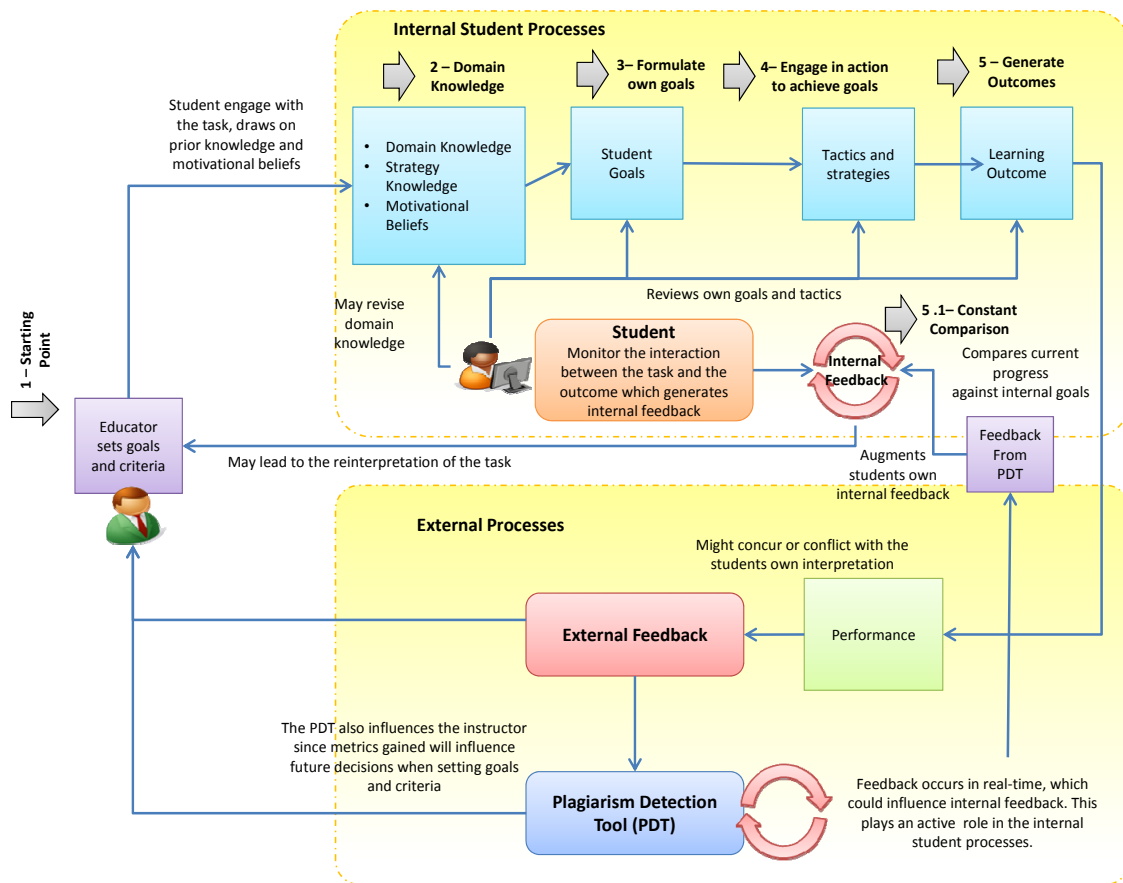 Internal Student Processes
2 – Domain
Knowledge
3– Formulate
own goals
4– Engage in action
to achieve goals
5 – Generate
Outcomes
Student engage with
the task, draws on
prior knowledge and
motivational beliefs
• Domain Knowledge
• Strategy
Knowledge
• Motivational
Beliefs
Student
Goals
Tactics and
strategies
Learning
Outcome
May revise
domain
knowledge
Reviews own goals and tactics
1 – Starting
Point
Student
Monitor the interaction
between the task and the
outcome which generates
internal feedback
Internal
Feedback
5 .1– Constant
Comparison
Compares current
progress
against internal goals
Educator
sets goals
and criteria
May lead to the reinterpretation of the task
Augments
students own
internal feedback
Feedback
From
PDT
External Processes
Might concur or conflict with the
students own interpretation
External Feedback
Performance
The PDT also influences the instructor
since metrics gained will influence
future decisions when setting goals
and criteria
Plagiarism Detection
Tool (PDT)
Feedback occurs in real-time, which
could influence internal feedback. This
plays an active role in the internal
student processes.